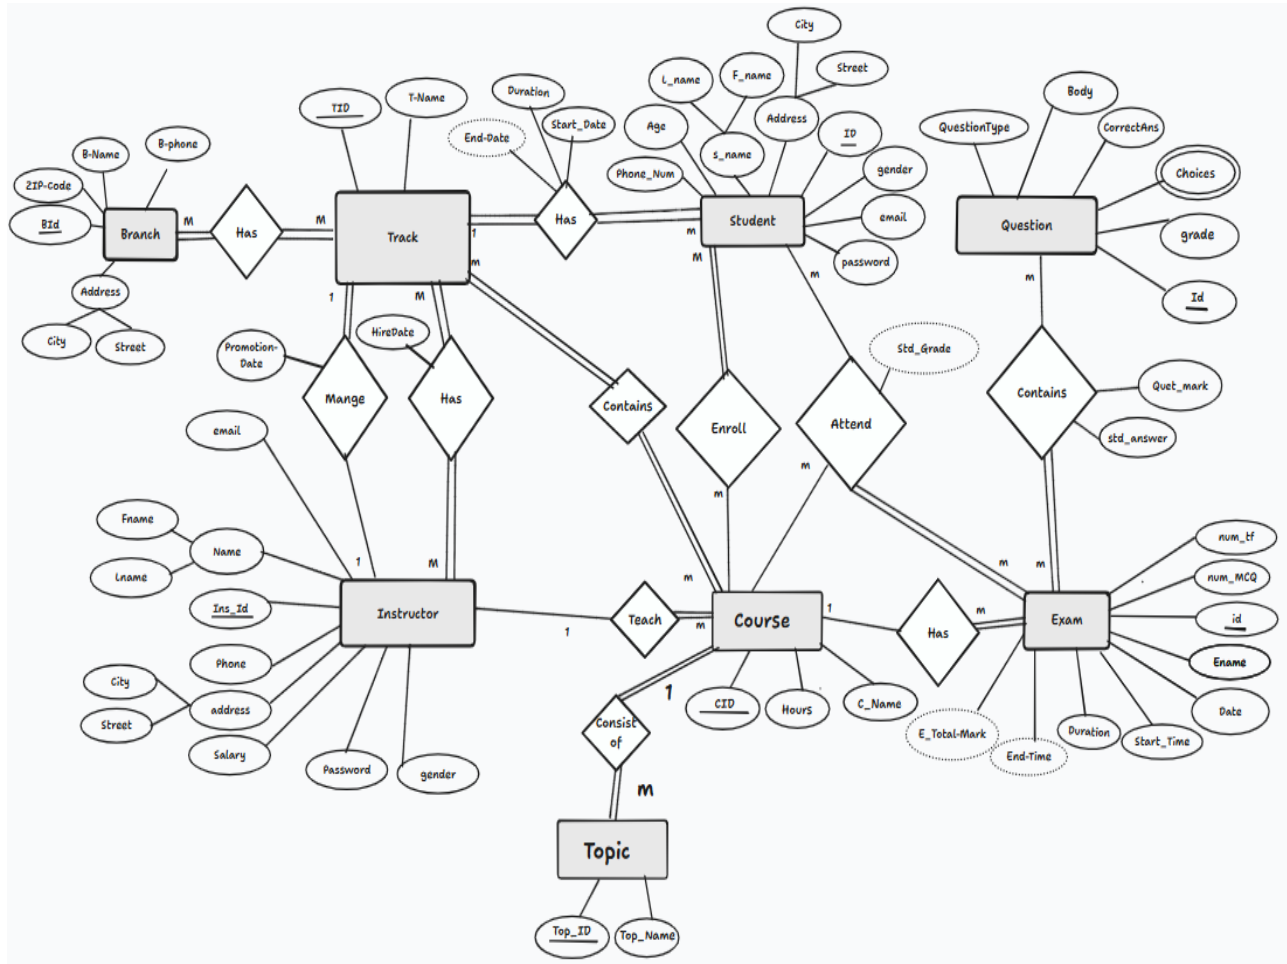 City
L_name
F_name
Street
TID
T-Name
Duration
Start_Date
End-Date
Age
Address
ID
s_name
Phone_Num
gender
email
password
QuestionType
Body
CorrectAns
Choices
grade
Id
B-Name
B-phone
ZIP-Code
BId
Branch
M
Has
M
Track
1
Has
m
Student
Question
Address
City
Street
1
M
m
M
m
m
Promotion-
Date
HireDate
Mange
Has
Contains
Enroll
Attend
Std_Grade
Contains
Quet_mark
std_answer
email
Fname
Name
Lname
1
M
m
m
m
m
m
num_tf
num_MCQ
id
Ename
Date
Ins_Id
Instructor
1
Teach
m
Course
1
Has
m
Exam
Phone
City
address
Street
Salary
Password
gender
1
CID
Hours
C_Name
Consist
of
E_Total-Mark
End-Time
Duration
Start_Time
m
Topic
Top_ID
Top_Name